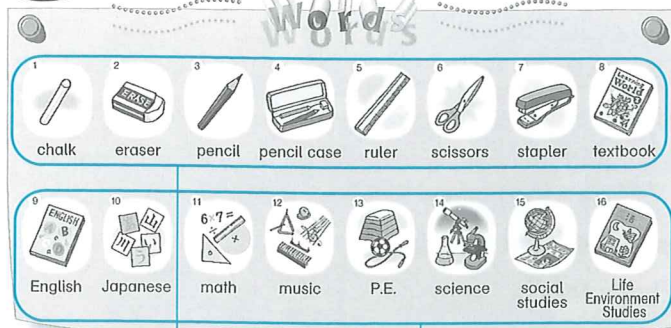 Words
1 2 3 4 5 6 7 8
ERASE
Learning World
chalk eraser pencil pencil case ruler scissors stapler textbook
9 10 11 12 13 14 15 16
ENGLISH
B
山
川
6×7=
English Japanese math music P.E. science social studies Life Environment Studies